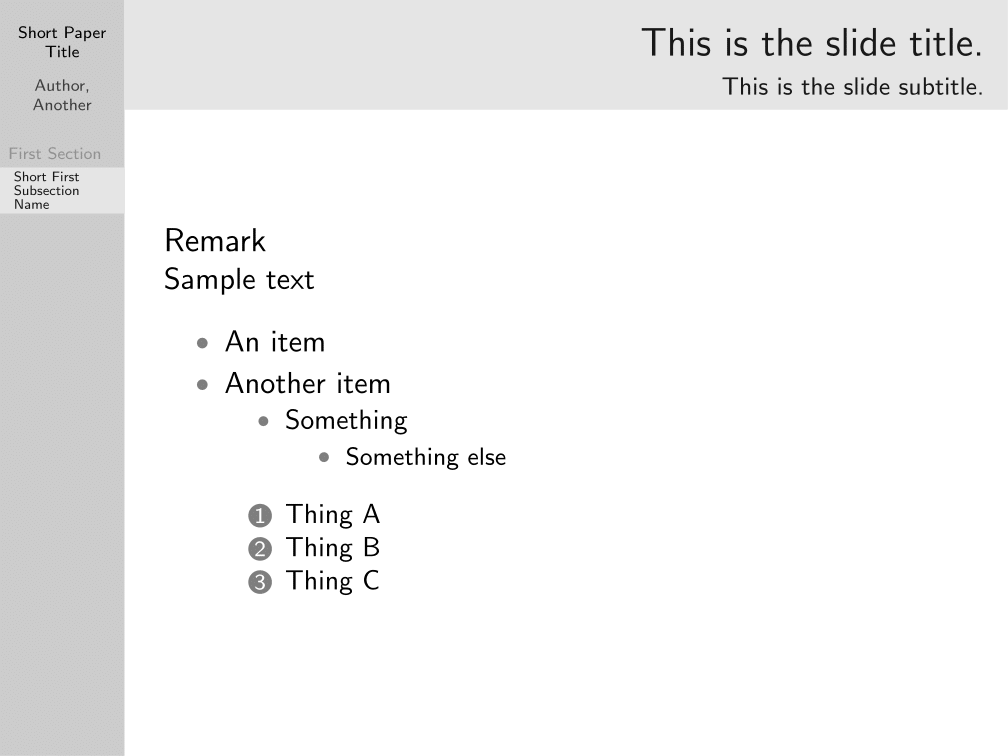 Short Paper
Title
Author,
Another
First Section
Short First
Subsection
Name
This is the slide title.
This is the slide subtitle.
Remark
Sample text
• An item
• Another item
• Something
• Something else
1 Thing A
2 Thing B
3 Thing C